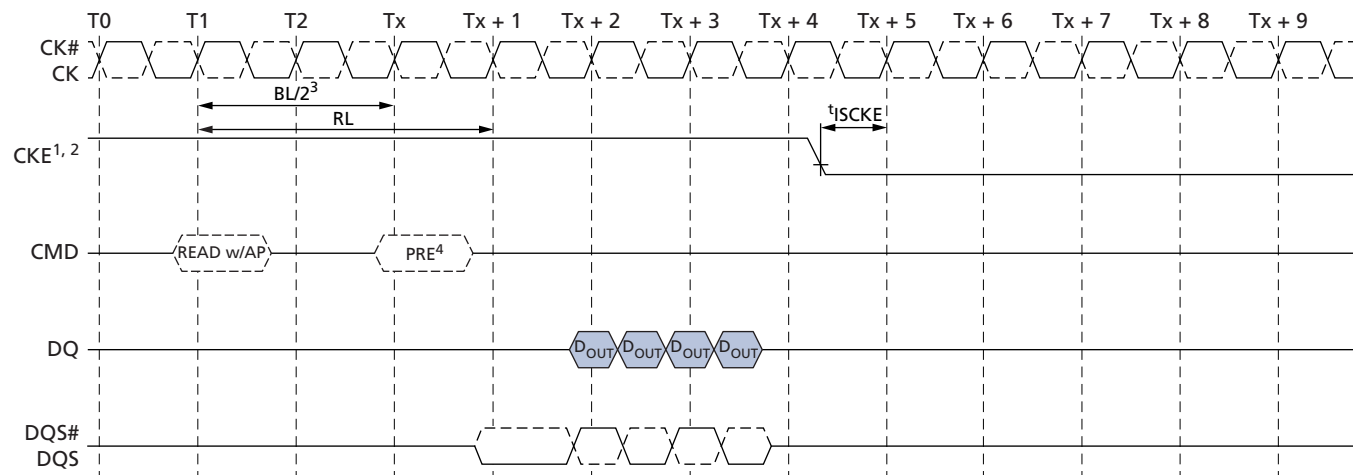 T0 T1 T2 Tx Tx + 1 Tx + 2 Tx + 3 Tx + 4 Tx + 5 Tx + 6 Tx + 7 Tx + 8 Tx + 9
CK#
CK
BL/2³
RL
tISCKE
CKE1, 2
CMD READ w/AP PRE⁴
DQ DOUT DOUT DOUT DOUT
DQS#
DQS